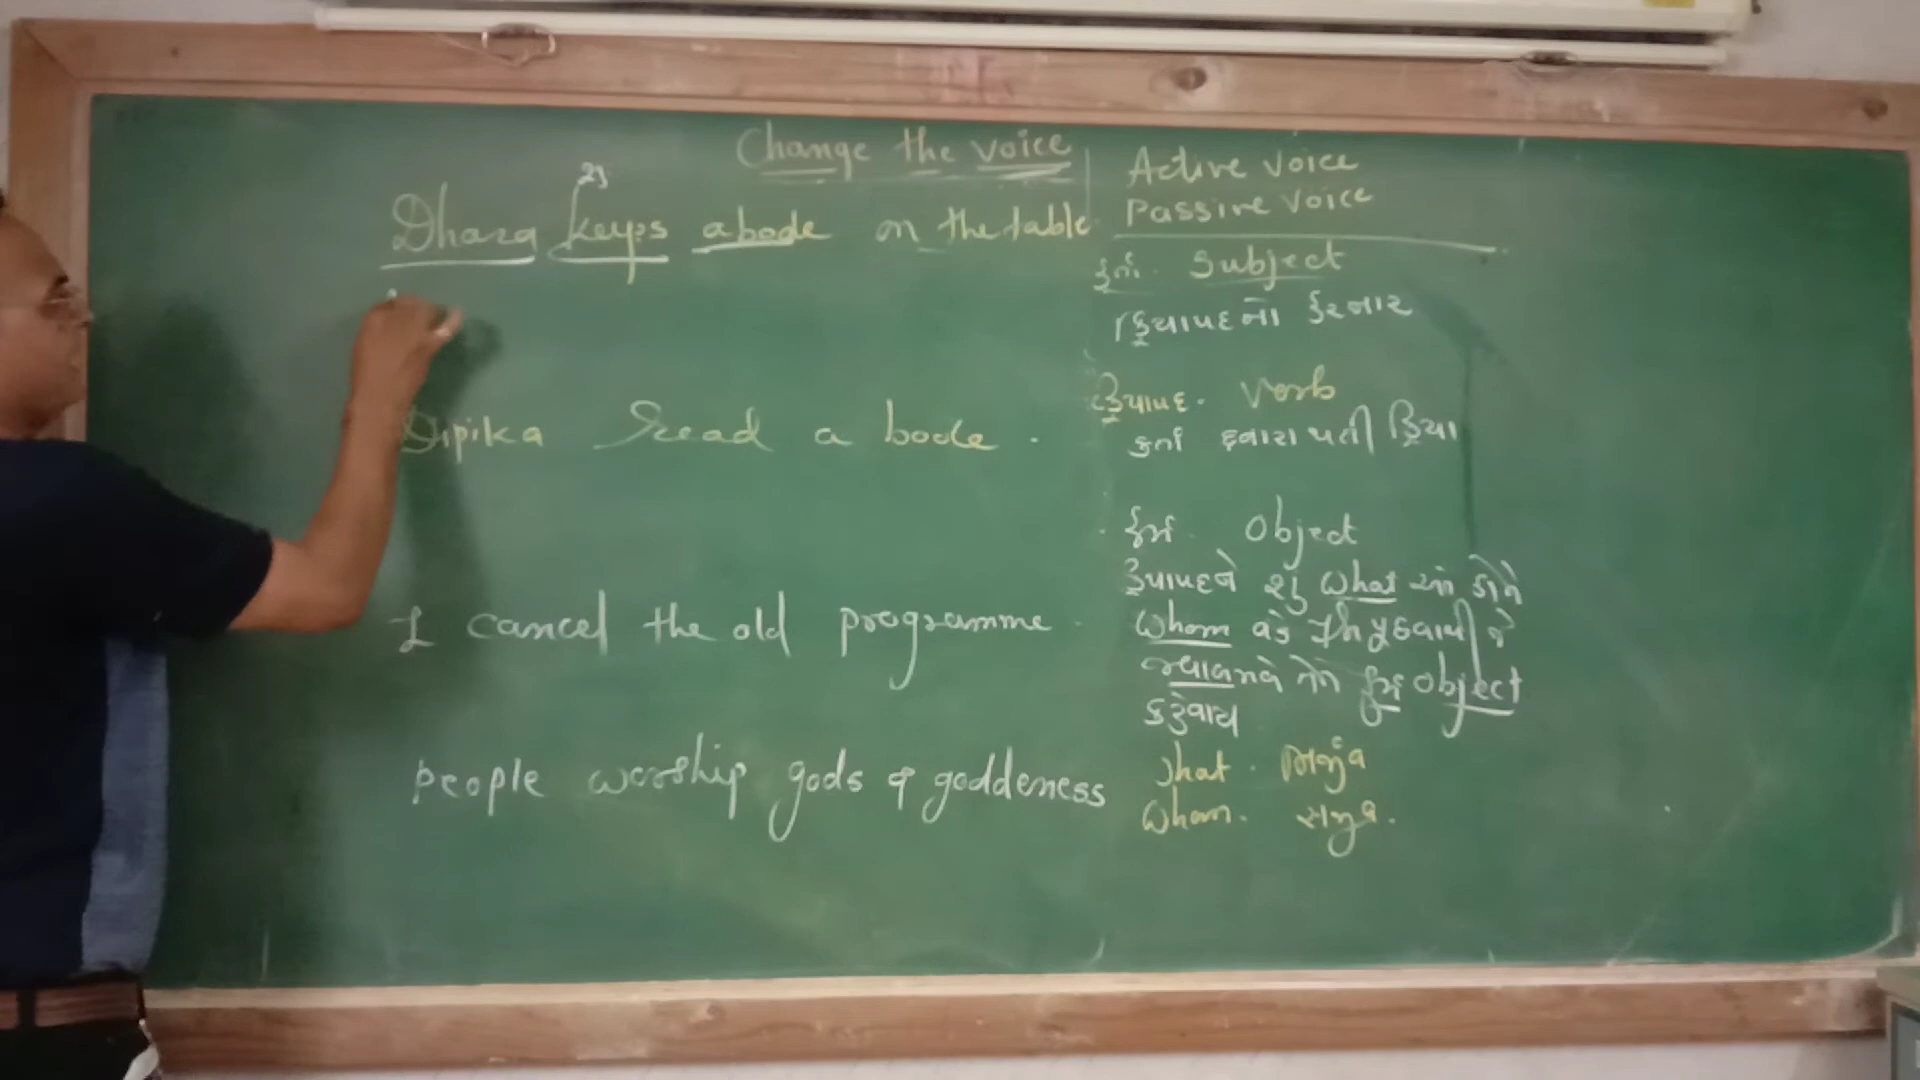 Change the voice
Dhara keeps a book on the table
Dipika Read a book.
I cancel the old programme.
people worship gods & goddeness
Active voice
Passive voice
કર્તા. Subject
ક્રિયાપદનો કરનાર
ક્રિયાપદ. Verb
કર્તા દ્વારા થતી ક્રિયા
કર્મ. Object
ક્રિયાપદને શું what અને કોને
whom વડે પ્રશ્ન પુછવાથી જે
જવાબ મળે તેને કર્મ object
કહેવાય
what.
whom.